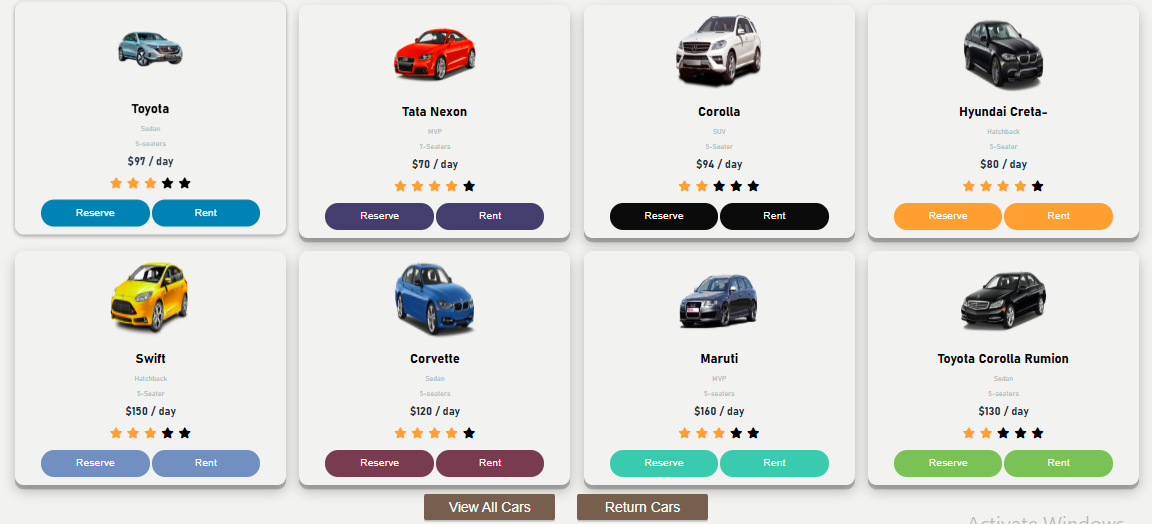 Toyota
Sedan
5-seaters
$97 / day
Reserve Rent
Tata Nexon
MVP
7-Seaters
$70 / day
Reserve Rent
Corolla
SUV
5-Seater
$94 / day
Reserve Rent
Hyundai Creta-
Hatchback
5-Seater
$80 / day
Reserve Rent
Swift
Hatchback
5-Seater
$150 / day
Reserve Rent
Corvette
Sedan
5-seaters
$120 / day
Reserve Rent
Maruti
MVP
5-seaters
$160 / day
Reserve Rent
Toyota Corolla Rumion
Sedan
5-seaters
$130 / day
Reserve Rent
View All Cars Return Cars
Activate Windows